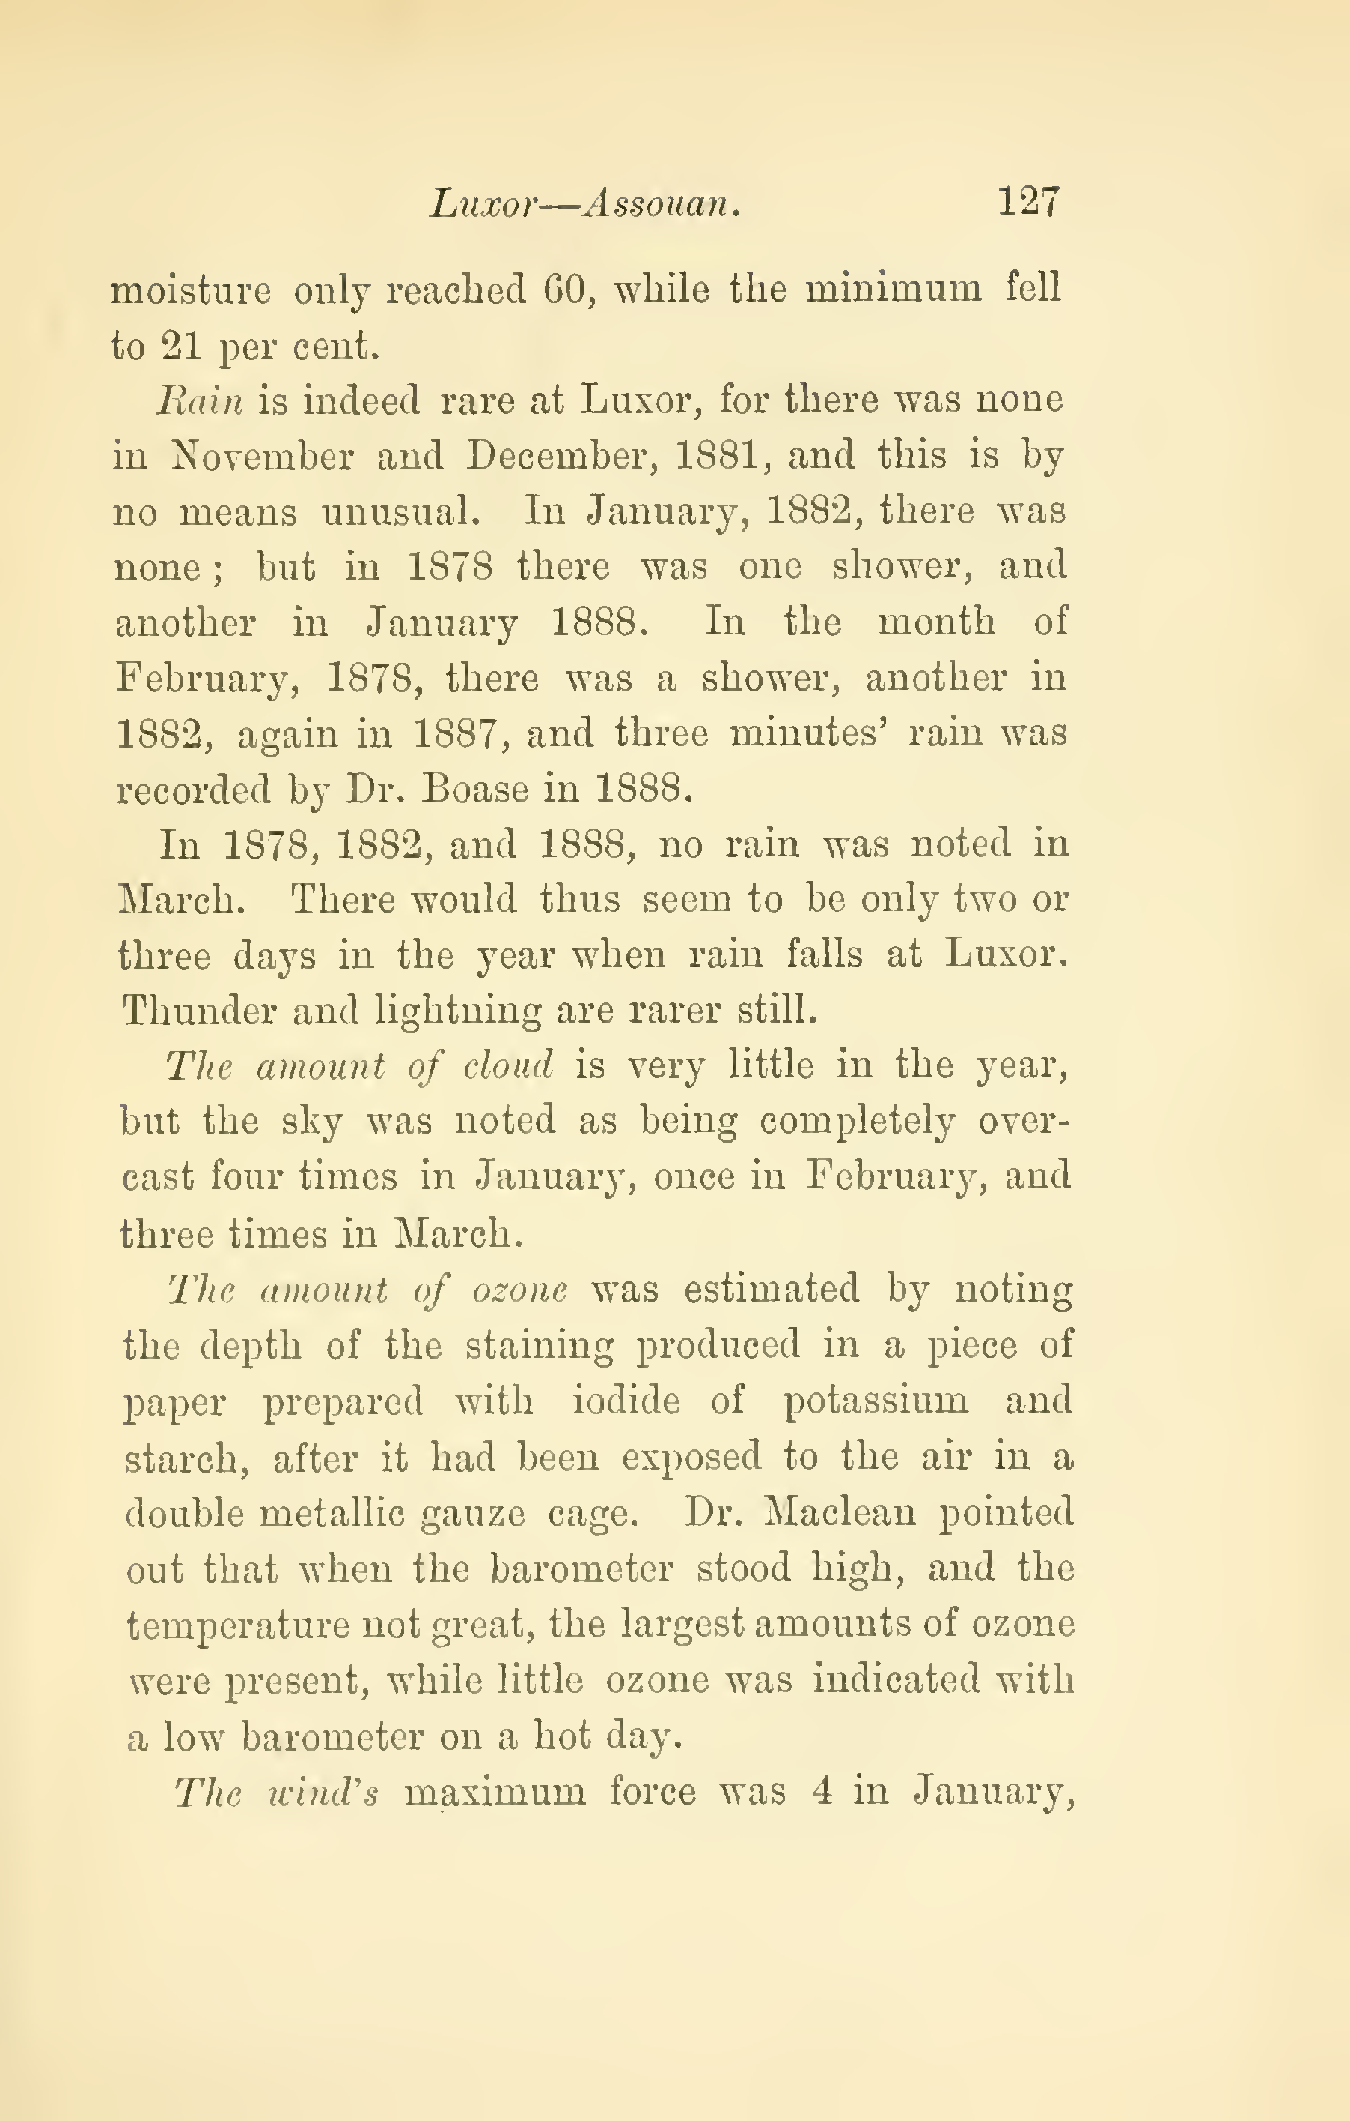 Luxor—Assouan. 127
moisture only reached 60, while the minimum fell
to 21 per cent.
Rain is indeed rare at Luxor, for there was none
in November and December, 1881, and this is by
no means unusual. In January, 1882, there was
none; but in 1878 there was one shower, and
another in January 1888. In the month of
February, 1878, there was a shower, another in
1882, again in 1887, and three minutes' rain was
recorded by Dr. Boase in 1888.
In 1878, 1882, and 1888, no rain was noted in
March. There would thus seem to be only two or
three days in the year when rain falls at Luxor.
Thunder and lightning are rarer still.
The amount of cloud is very little in the year,
but the sky was noted as being completely over-
cast four times in January, once in February, and
three times in March.
The amount of ozone was estimated by noting
the depth of the staining produced in a piece of
paper prepared with iodide of potassium and
starch, after it had been exposed to the air in a
double metallic gauze cage. Dr. Maclean pointed
out that when the barometer stood high, and the
temperature not great, the largest amounts of ozone
were present, while little ozone was indicated with
a low barometer on a hot day.
The wind's maximum force was 4 in January,